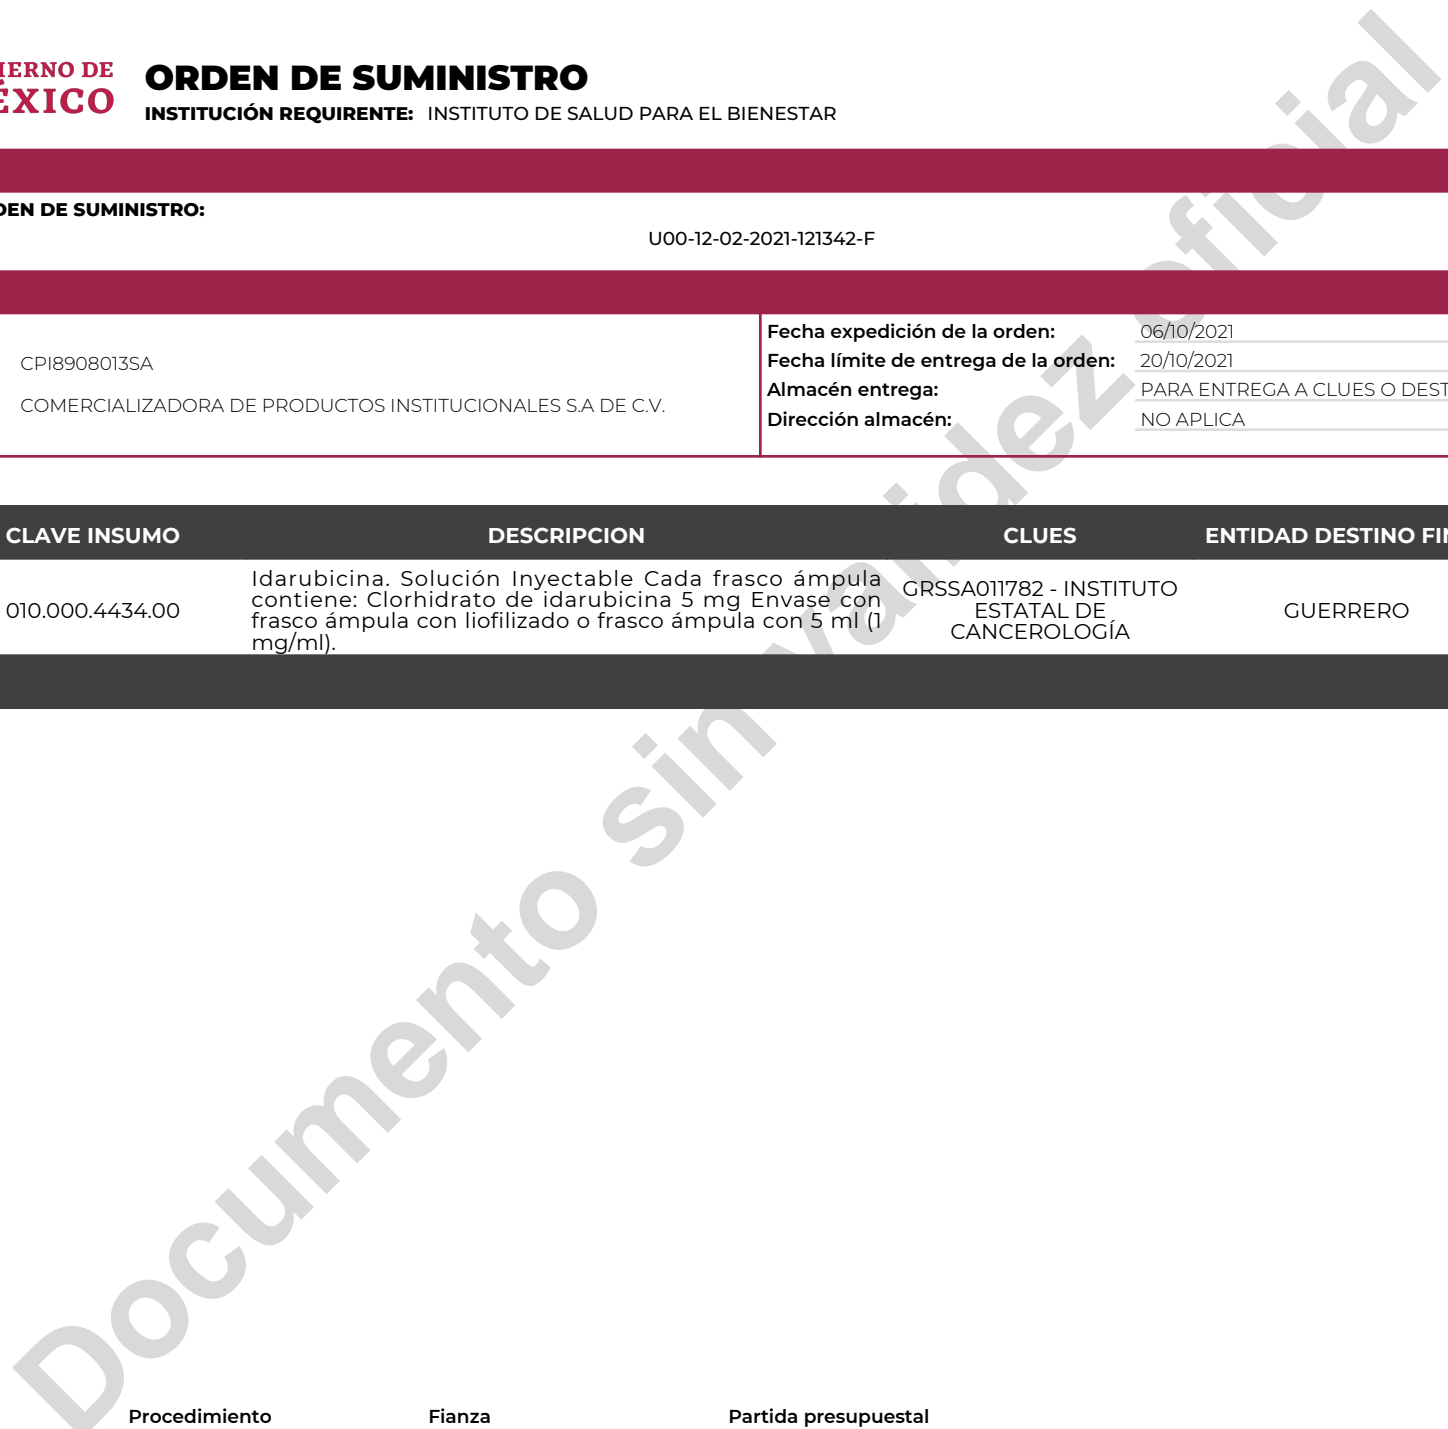 IERNO DE
ÉXICO
ORDEN DE SUMINISTRO
INSTITUCIÓN REQUIRENTE: INSTITUTO DE SALUD PARA EL BIENESTAR
DEN DE SUMINISTRO:
U00-12-02-2021-121342-F
CPI8908013SA
COMERCIALIZADORA DE PRODUCTOS INSTITUCIONALES S.A DE C.V.
Fecha expedición de la orden: 06/10/2021
Fecha límite de entrega de la orden: 20/10/2021
Almacén entrega: PARA ENTREGA A CLUES O DEST
Dirección almacén: NO APLICA
CLAVE INSUMO DESCRIPCION CLUES ENTIDAD DESTINO FIN
010.000.4434.00
Idarubicina. Solución Inyectable Cada frasco ámpula
contiene: Clorhidrato de idarubicina 5 mg Envase con
frasco ámpula con liofilizado o frasco ámpula con 5 ml (1
mg/ml).
GRSSA011782 - INSTITUTO
ESTATAL DE
CANCEROLOGÍA
GUERRERO
Documento sin validez oficial
Procedimiento Fianza Partida presupuestal